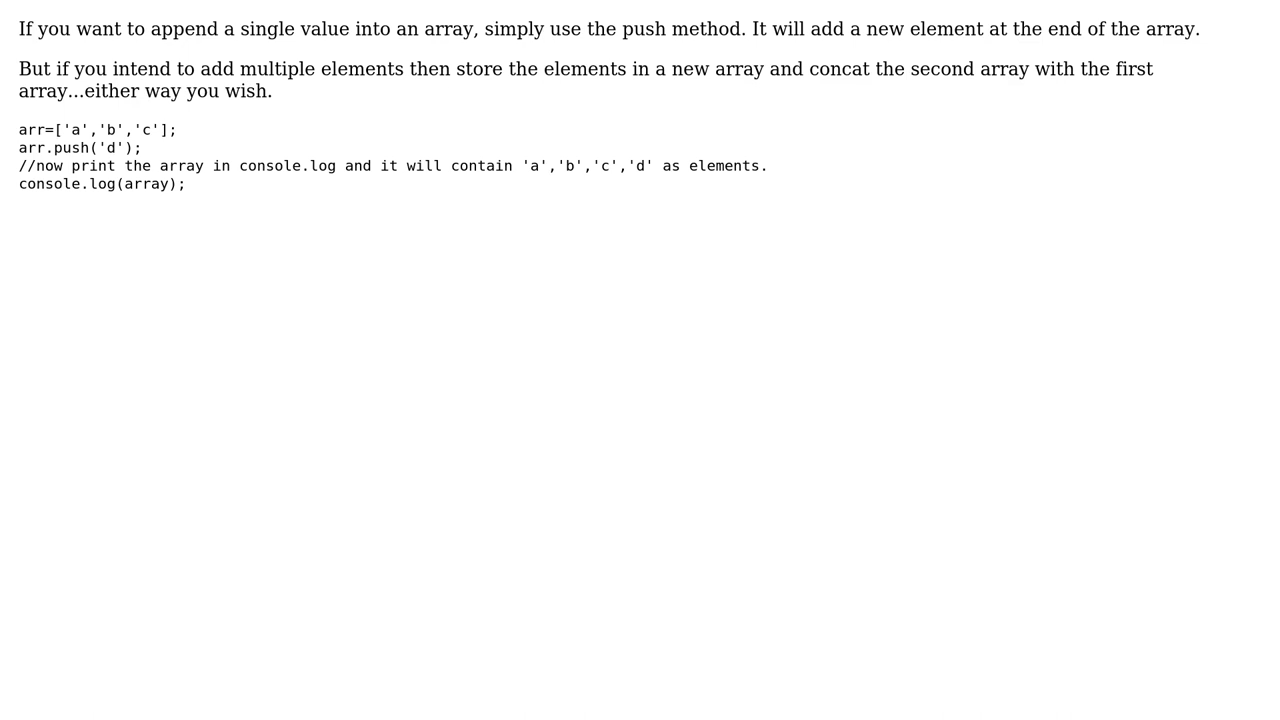 If you want to append a single value into an array, simply use the push method. It will add a new element at the end of the array.
But if you intend to add multiple elements then store the elements in a new array and concat the second array with the first
array...either way you wish.
arr=['a','b','c'];
arr.push('d');
//now print the array in console.log and it will contain 'a','b','c','d' as elements.
console.log(array);